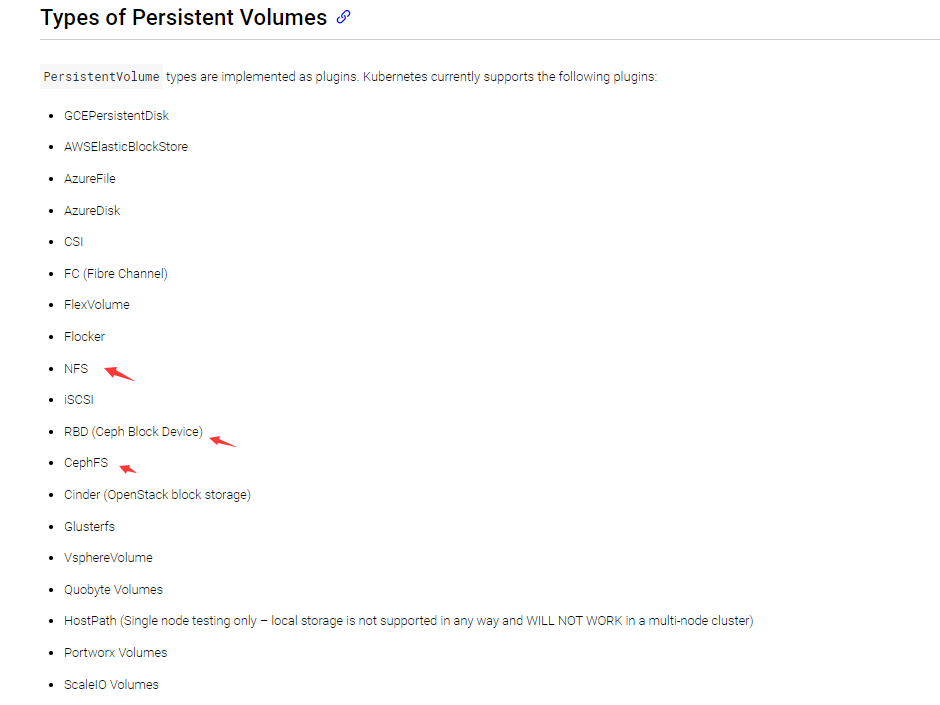 Types of Persistent Volumes
PersistentVolume types are implemented as plugins. Kubernetes currently supports the following plugins:
• GCEPersistentDisk
• AWSElasticBlockStore
• AzureFile
• AzureDisk
• CSI
• FC (Fibre Channel)
• FlexVolume
• Flocker
• NFS
• iSCSI
• RBD (Ceph Block Device)
• CephFS
• Cinder (OpenStack block storage)
• Glusterfs
• VsphereVolume
• Quobyte Volumes
• HostPath (Single node testing only – local storage is not supported in any way and WILL NOT WORK in a multi-node cluster)
• Portworx Volumes
• ScaleIO Volumes